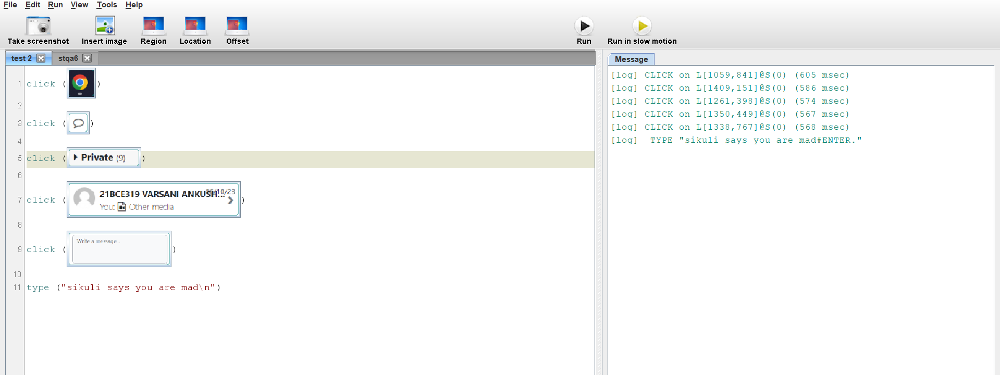 File Edit Run View Tools Help
Take screenshot Insert image Region Location Offset Run Run in slow motion
test 2 stqa6
1 click ( )
2
3 click ( )
4
5 click ( Private (9) )
6
7 click ( 21BCE319 VARSANI ANKUSH... 16/10/23
You: Other media )
8
9 click ( Write a message... )
10
11 type ("sikuli says you are mad\n")
Message
[log] CLICK on L[1059,841]@S(0) (605 msec)
[log] CLICK on L[1409,151]@S(0) (586 msec)
[log] CLICK on L[1261,398]@S(0) (574 msec)
[log] CLICK on L[1350,449]@S(0) (567 msec)
[log] CLICK on L[1338,767]@S(0) (568 msec)
[log] TYPE "sikuli says you are mad#ENTER."